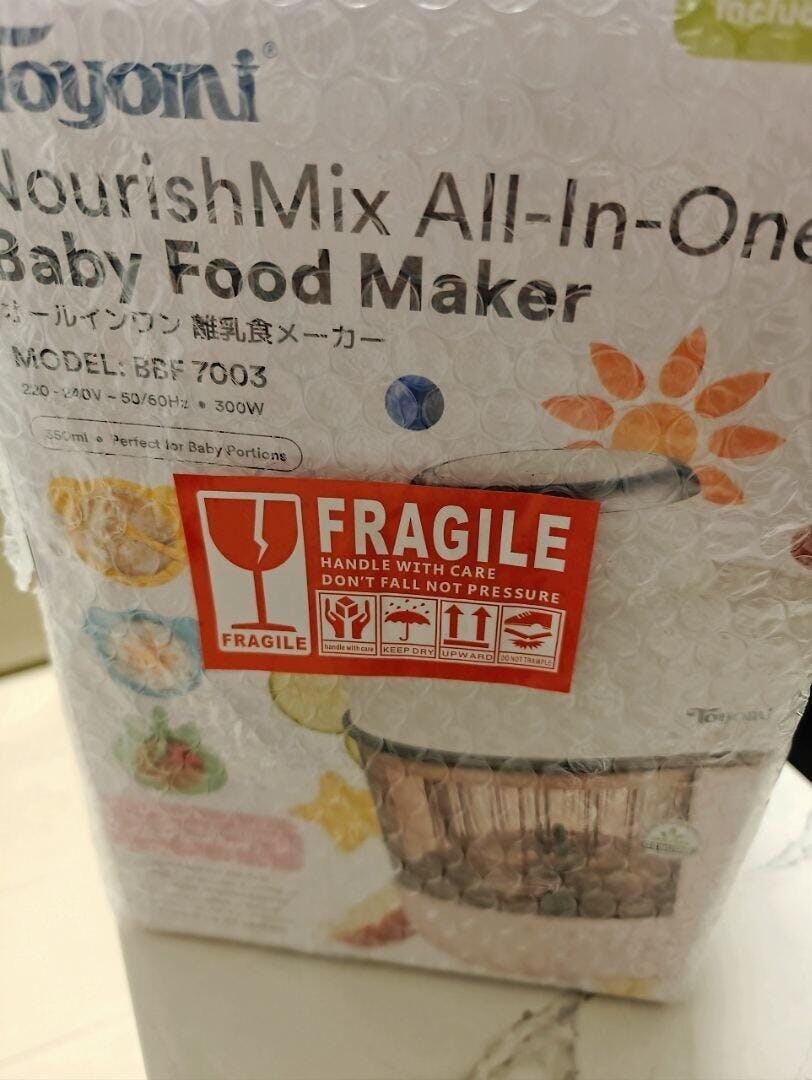 Toyomi®
NourishMix All-In-One
Baby Food Maker
オールインワン 離乳食メーカー
MODEL: BBF 7003
220-240V ~ 50/60Hz • 300W
350ml • Perfect for Baby Portions
FRAGILE
HANDLE WITH CARE
DON'T FALL NOT PRESSURE
FRAGILE
handle with care
KEEP DRY
UPWARD
DO NOT TRAMPLE
Toyomi